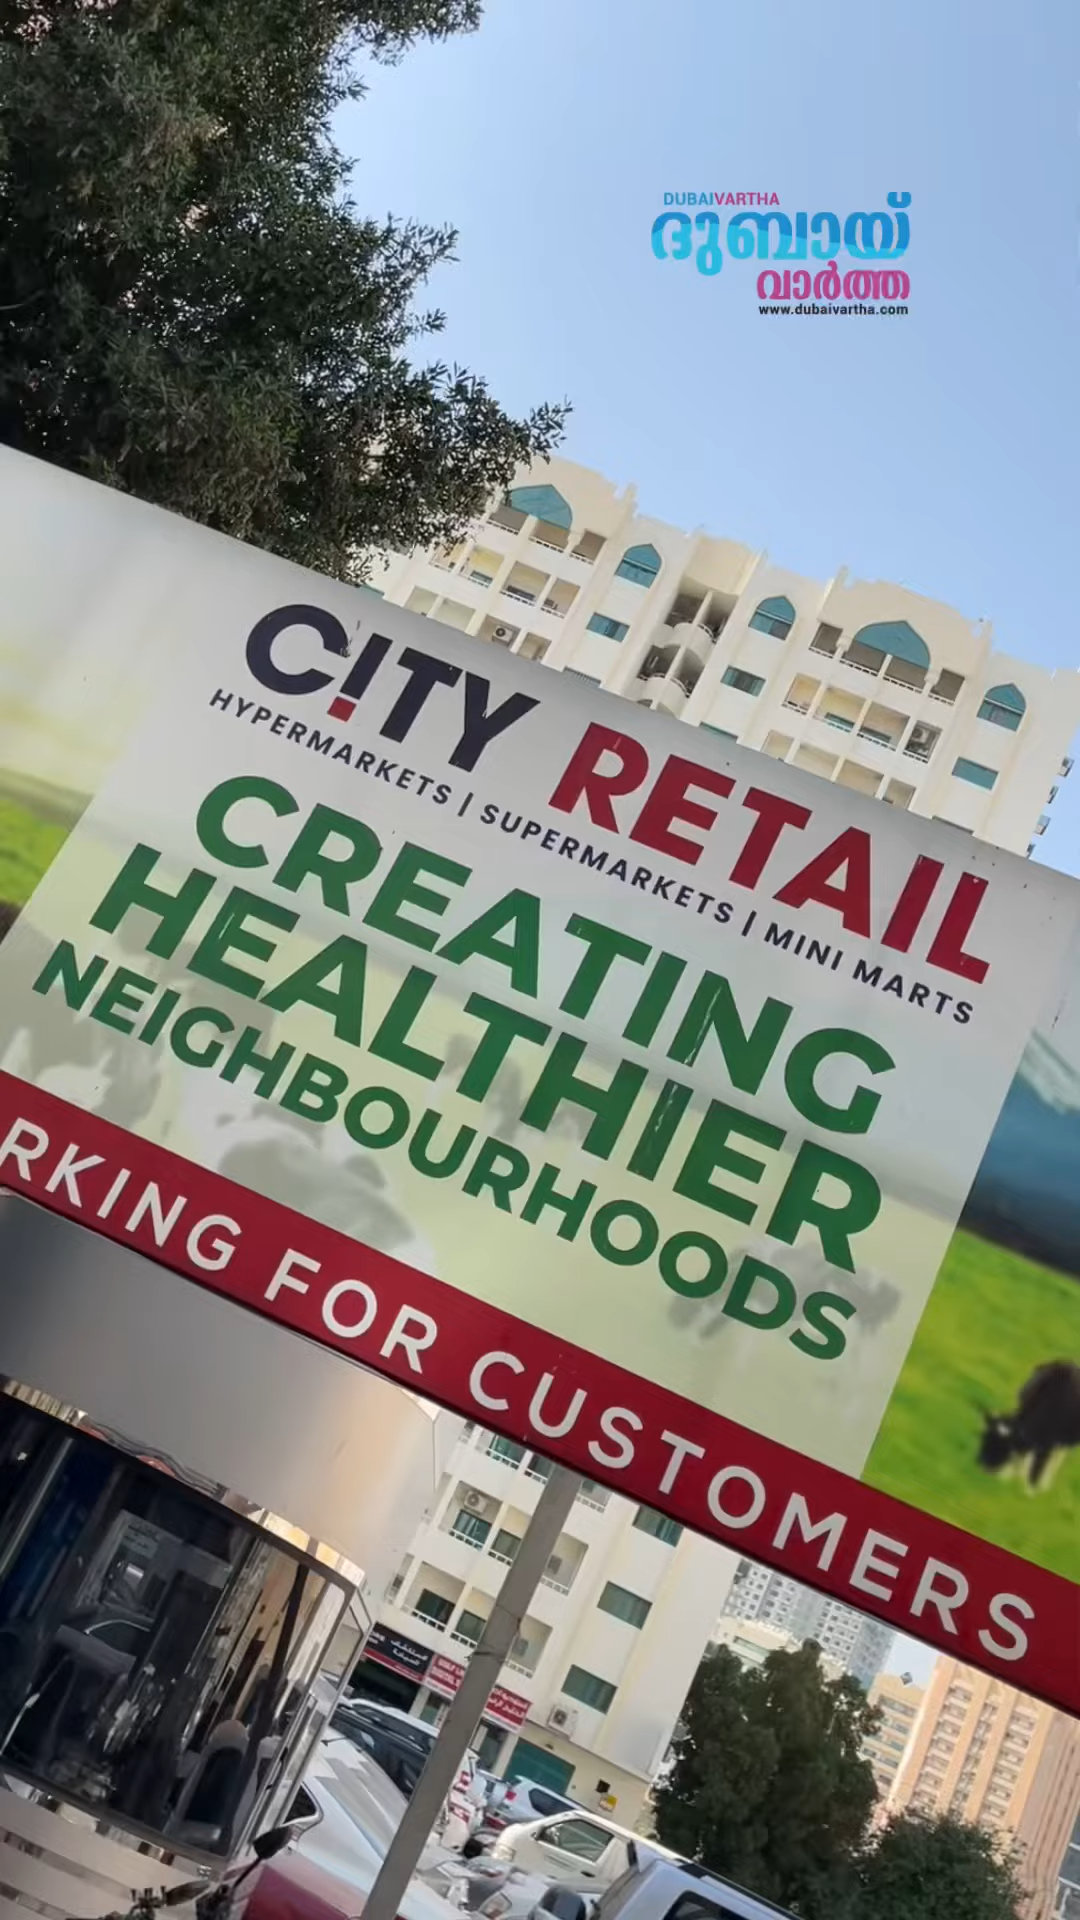 DUBAIVARTHA
ദുബായ്
വാർത്ത
www.dubaivartha.com
C!TY RETAIL
HYPERMARKETS | SUPERMARKETS | MINI MARTS
CREATING
HEALTHIER
NEIGHBOURHOODS
RKING FOR CUSTOMERS